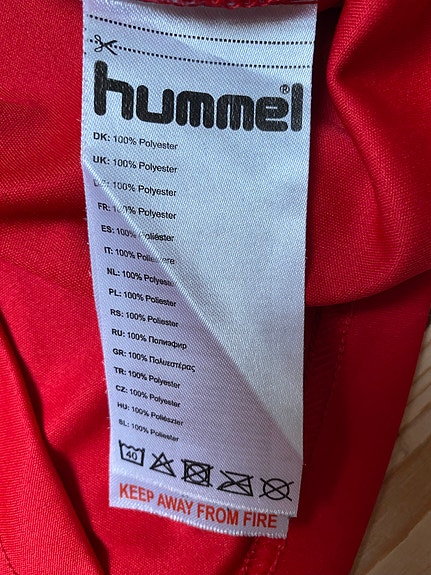 hummel®
DK: 100% Polyester
UK: 100% Polyester
100% Polyester
FR: 100% Polyester
ES: 100% Poliéster
IT: 100% Poliestere
NL: 100% Polyester
PL: 100% Poliester
RS: 100% Poliester
RU: 100% Полиэфир
GR: 100% Πολυεστέρας
TR: 100% Polyester
CZ: 100% Polyester
HU: 100% Poliészter
SL: 100% Poliester
40
KEEP AWAY FROM FIRE